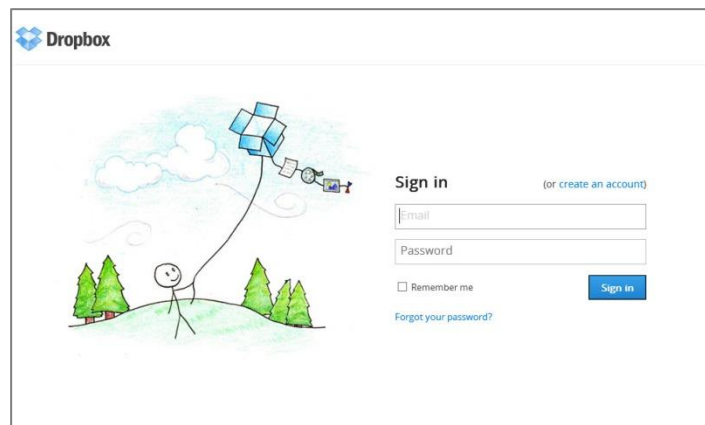 Dropbox
Sign in (or create an account)
Email
Password
Remember me Sign in
Forgot your password?